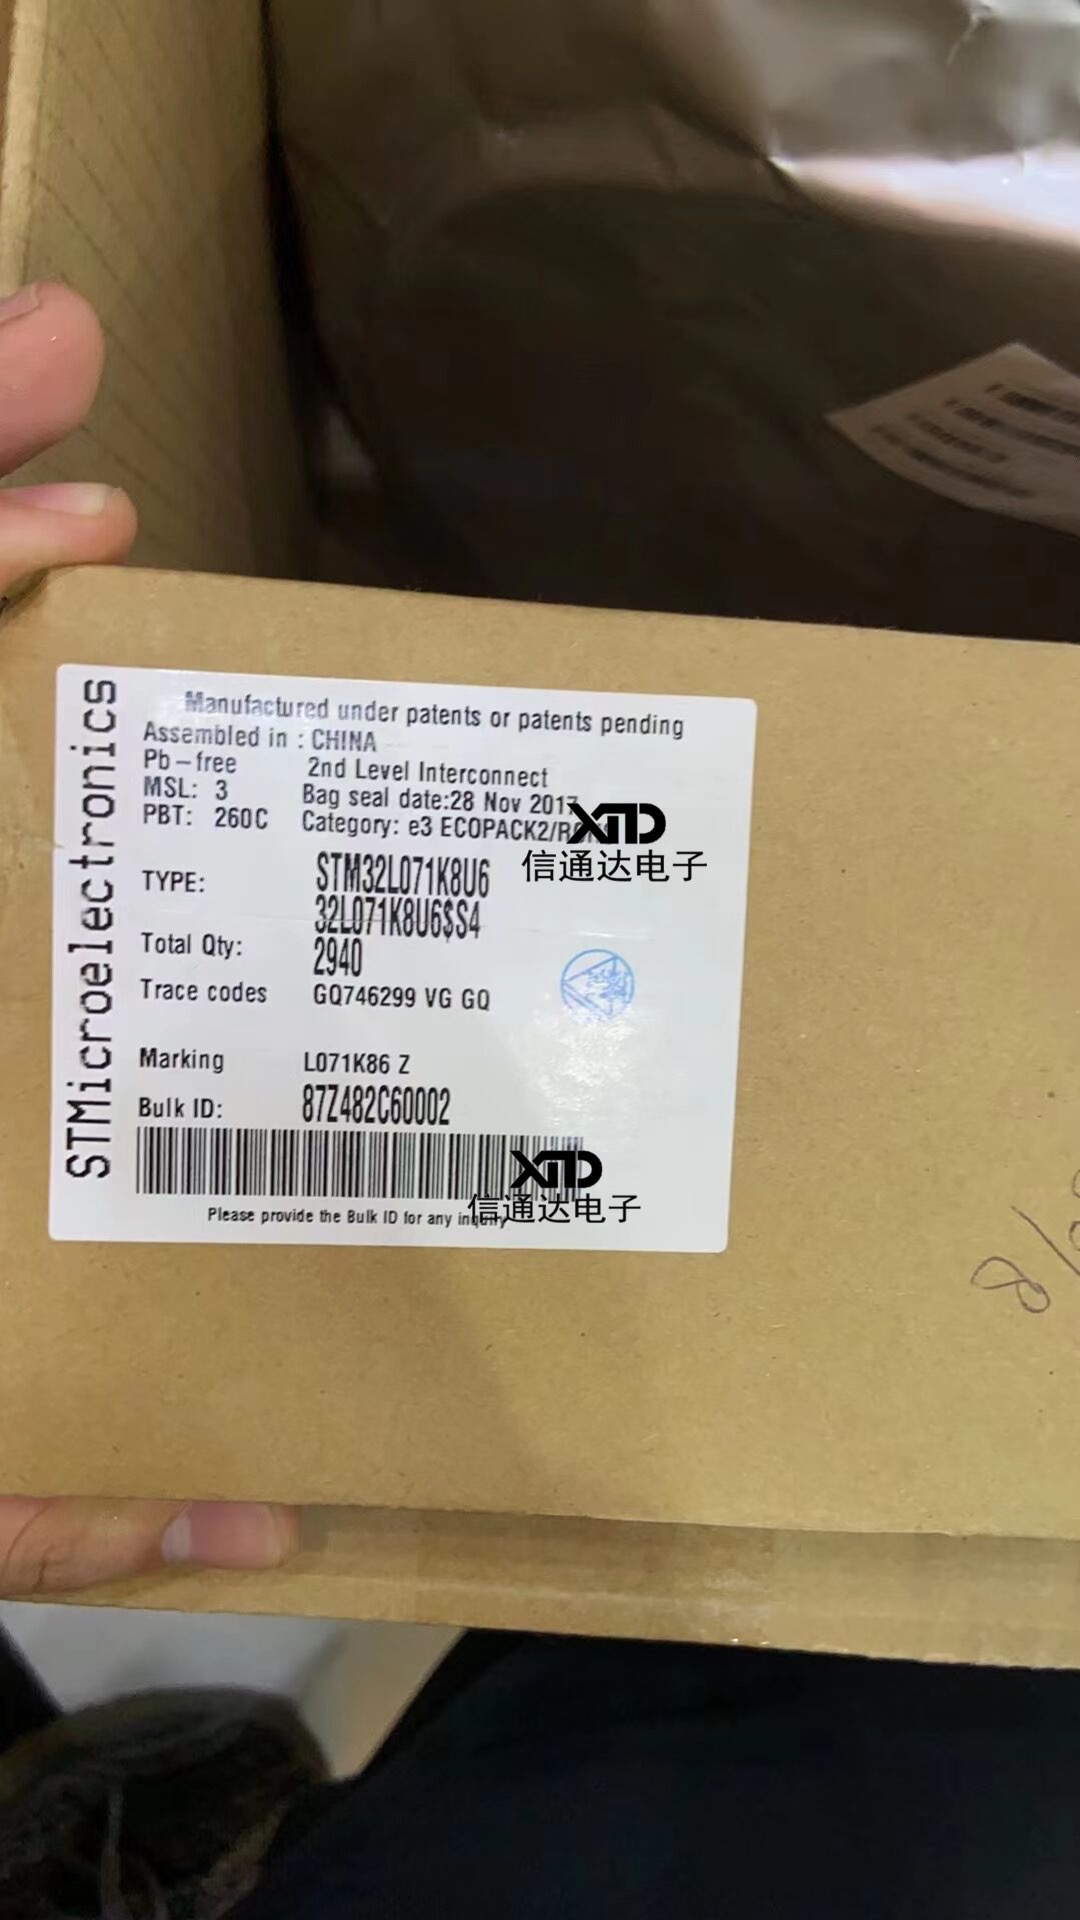 STMicroelectronics
Manufactured under patents or patents pending
Assembled in : CHINA
Pb-free 2nd Level Interconnect
MSL: 3 Bag seal date:28 Nov 2017
PBT: 260C Category: e3 ECOPACK2/
XTD
信通达电子
TYPE: STM32L071K8U6
32L071K8U6$S4
Total Qty: 2940
Trace codes GQ746299 VG GQ
Marking L071K86 Z
Bulk ID: 87Z482C60002
XTD
信通达电子
Please provide the Bulk ID for any inquiry
8/